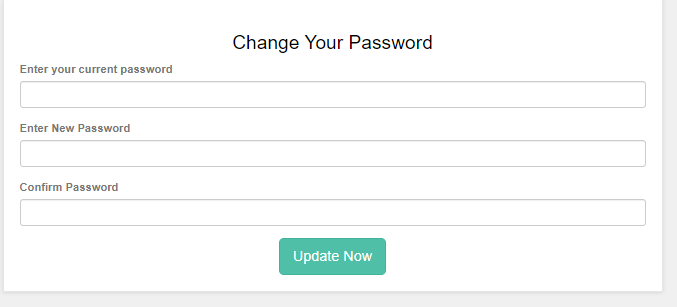 Change Your Password
Enter your current password
Enter New Password
Confirm Password
Update Now